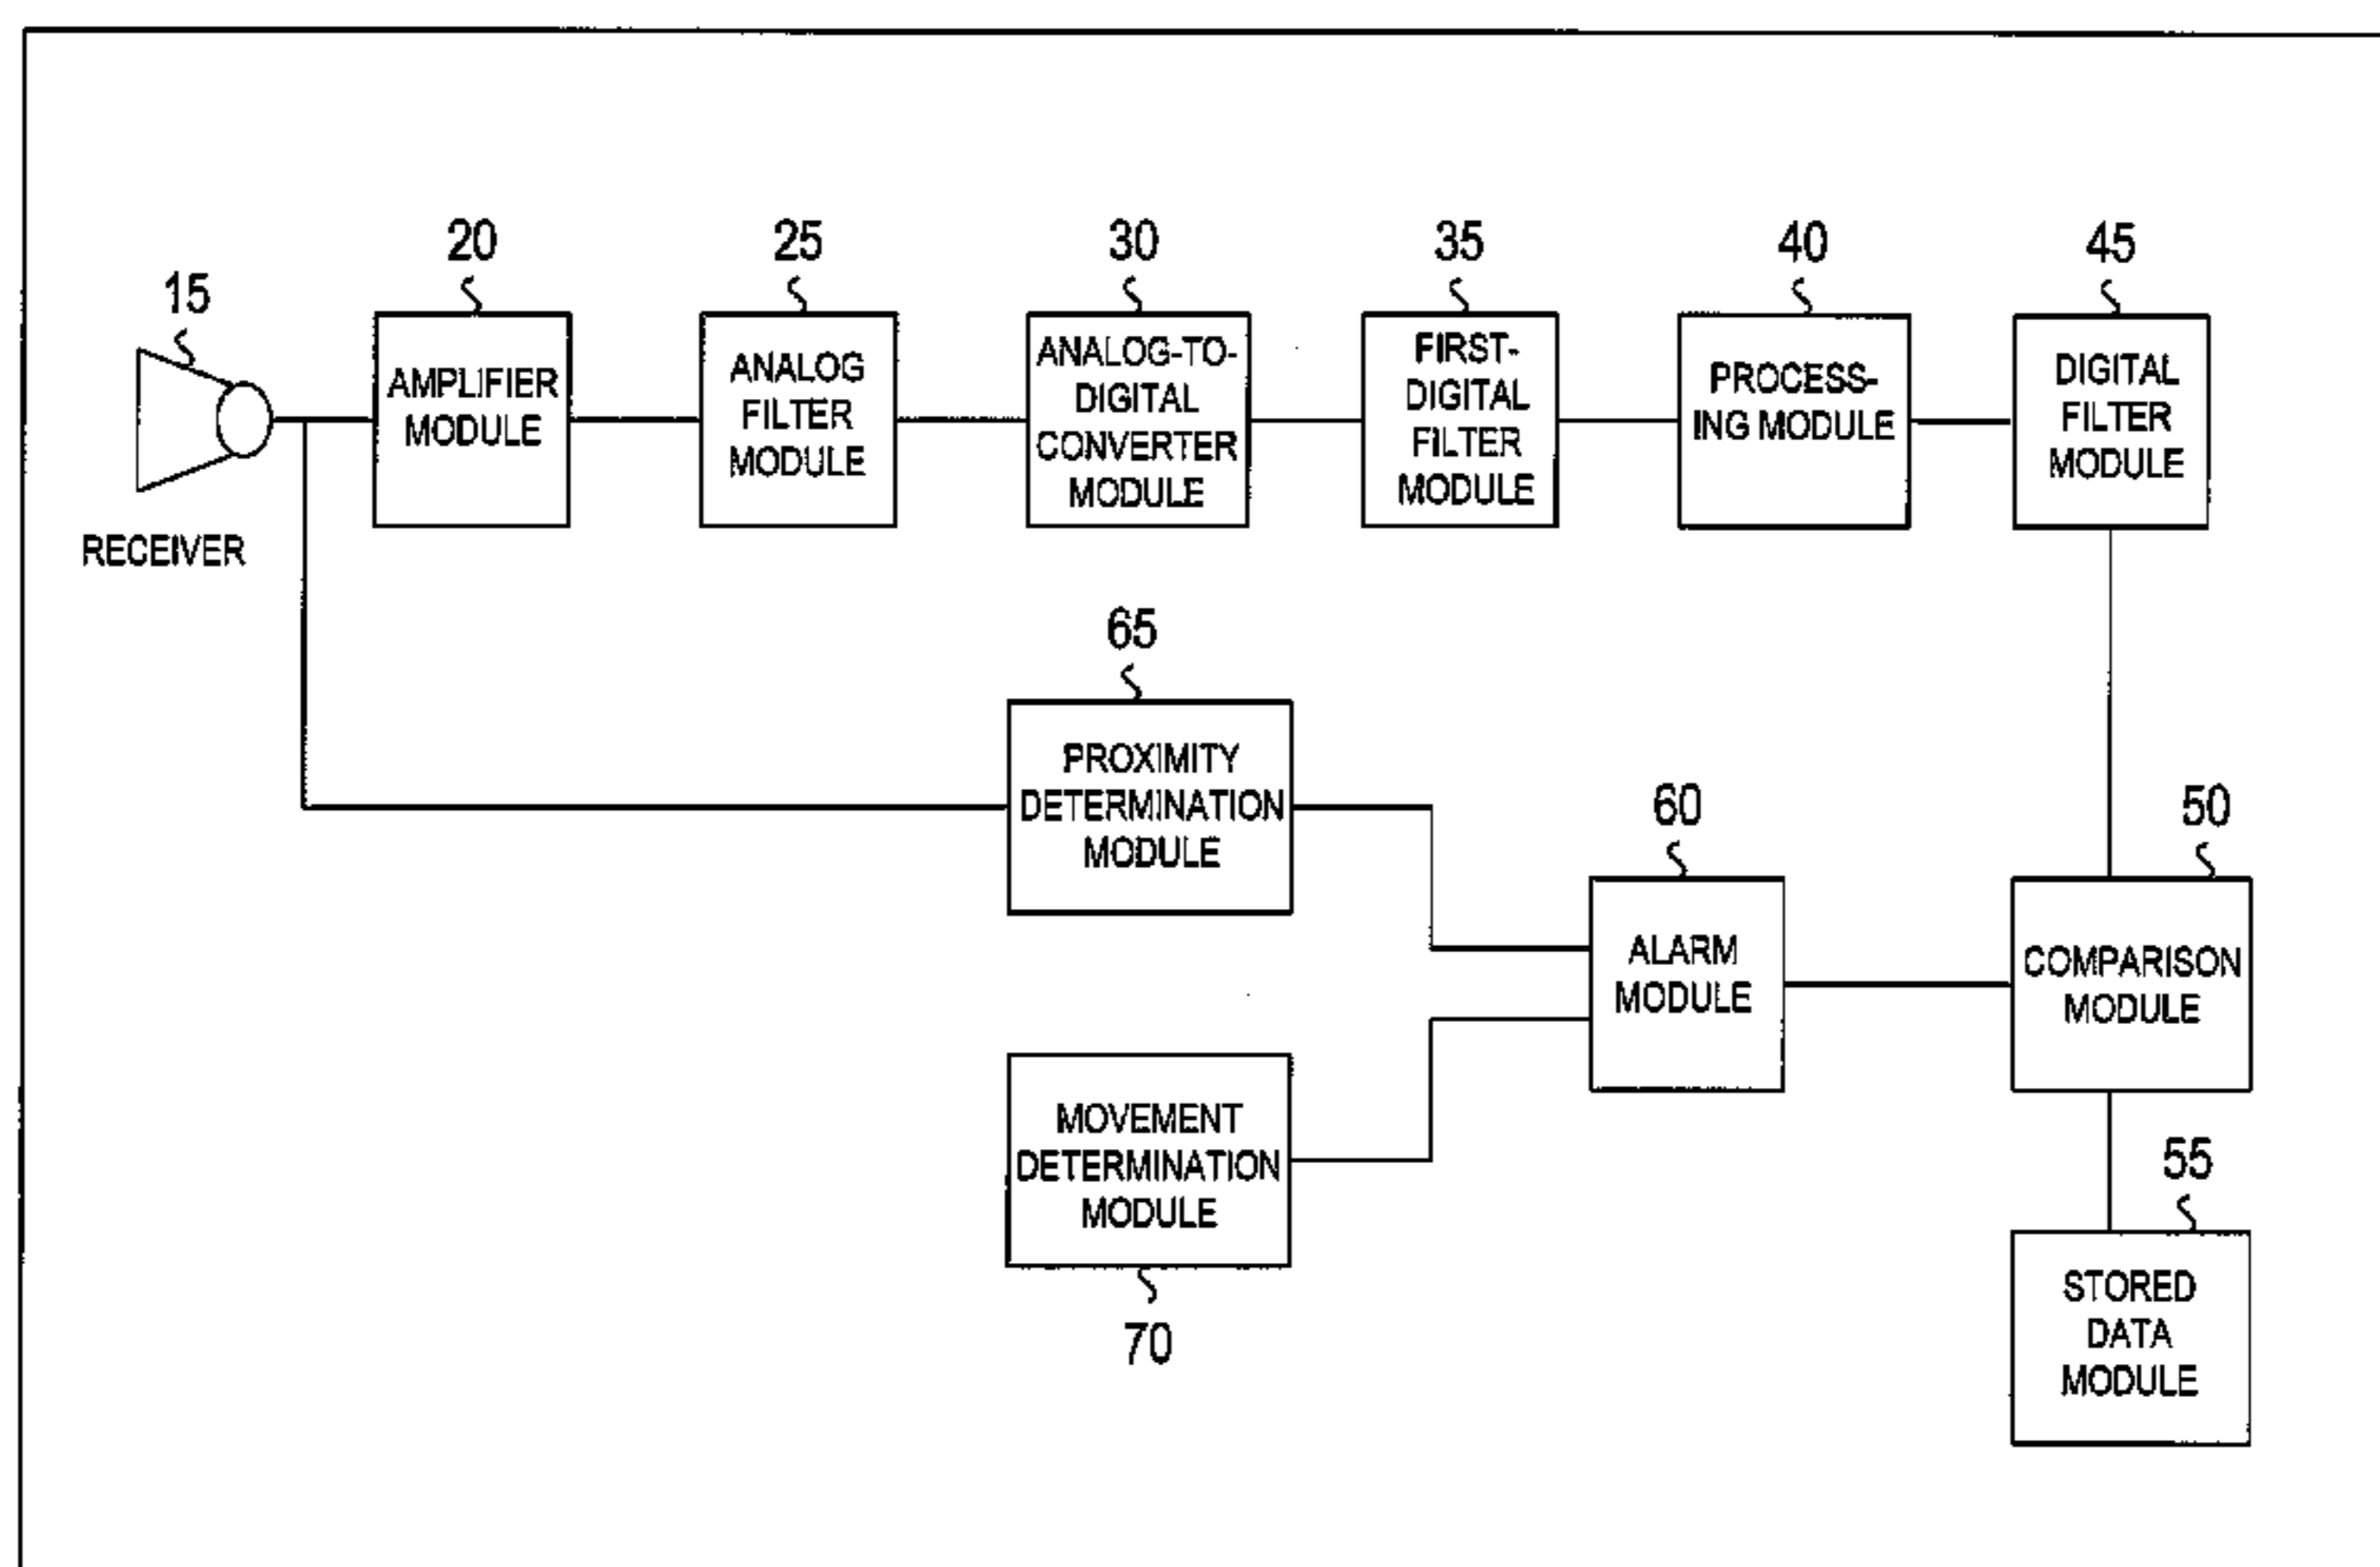 15
RECEIVER
20
AMPLIFIER
MODULE
25
ANALOG
FILTER
MODULE
30
ANALOG-TO-
DIGITAL
CONVERTER
MODULE
35
FIRST-
DIGITAL
FILTER
MODULE
40
PROCESS-
ING MODULE
45
DIGITAL
FILTER
MODULE
65
PROXIMITY
DETERMINATION
MODULE
60
ALARM
MODULE
50
COMPARISON
MODULE
MOVEMENT
DETERMINATION
MODULE
70
55
STORED
DATA
MODULE